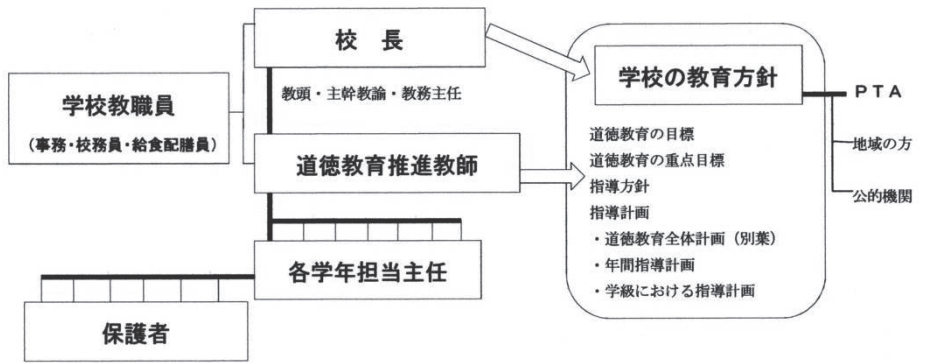 校 長
学校の教育方針
PTA
教頭・主幹教諭・教務主任
学校教職員
(事務・校務員・給食配膳員)
道徳教育の目標
地域の方
道徳教育推進教師
道徳教育の重点目標
指導方針
公的機関
指導計画
・道徳教育全体計画（別葉）
・年間指導計画
・学級における指導計画
各学年担当主任
保護者